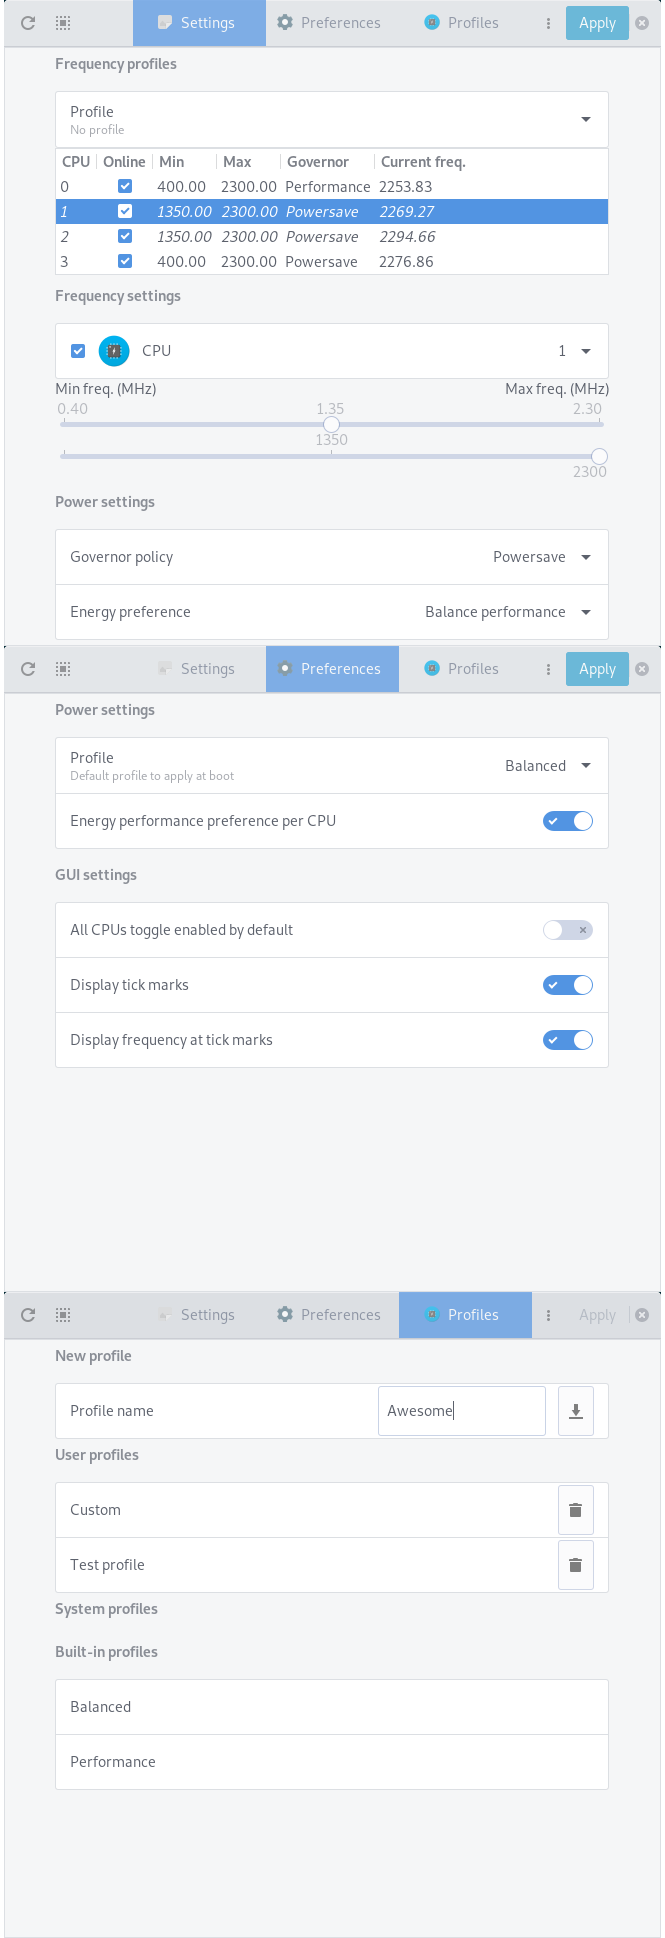 Settings Preferences Profiles Apply
Frequency profiles
Profile
No profile
CPU Online Min Max Governor Current freq.
0 400.00 2300.00 Performance 2253.83
1 1350.00 2300.00 Powersave 2269.27
2 1350.00 2300.00 Powersave 2294.66
3 400.00 2300.00 Powersave 2276.86
Frequency settings
CPU 1
Min freq. (MHz) Max freq. (MHz)
0.40 1.35 2.30
1350
2300
Power settings
Governor policy Powersave
Energy preference Balance performance
Settings Preferences Profiles Apply
Power settings
Profile
Default profile to apply at boot
Balanced
Energy performance preference per CPU
GUI settings
All CPUs toggle enabled by default
Display tick marks
Display frequency at tick marks
Settings Preferences Profiles Apply
New profile
Profile name Awesome
User profiles
Custom
Test profile
System profiles
Built-in profiles
Balanced
Performance